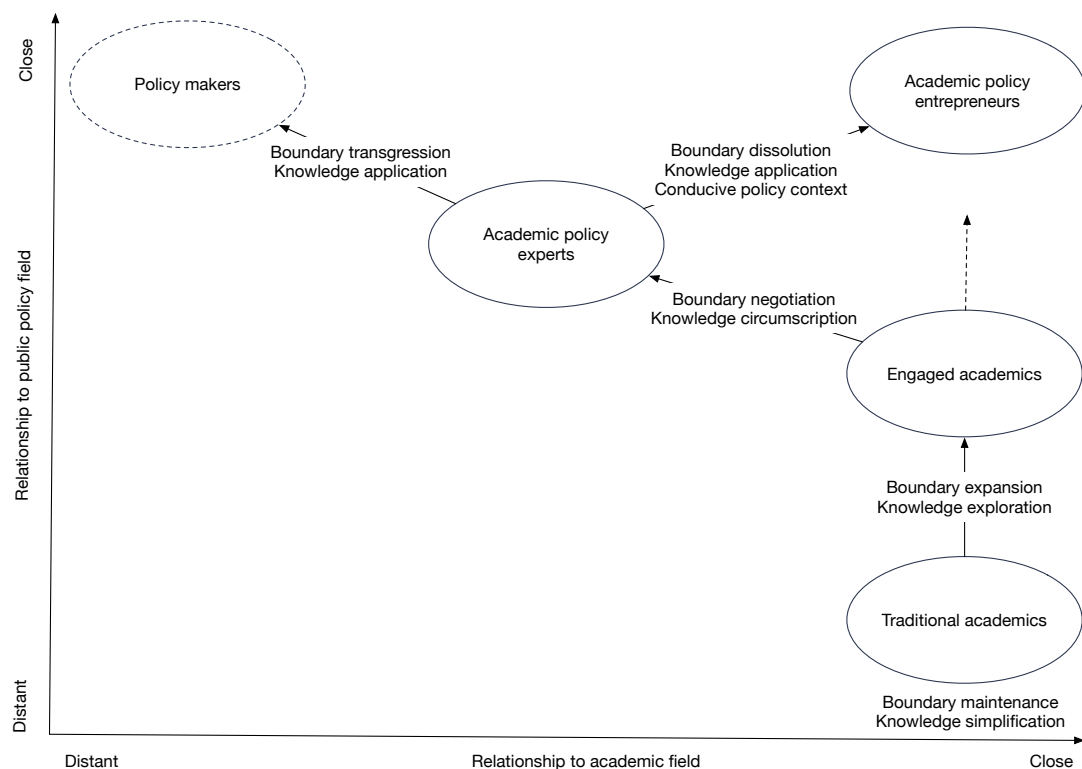 Close
Policy makers
Academic policy
entrepreneurs
Boundary transgression
Knowledge application
Boundary dissolution
Knowledge application
Conducive policy context
Academic policy
experts
Boundary negotiation
Knowledge circumscription
Relationship to public policy field
Engaged academics
Boundary expansion
Knowledge exploration
Traditional academics
Distant
Boundary maintenance
Knowledge simplification
Distant
Relationship to academic field
Close